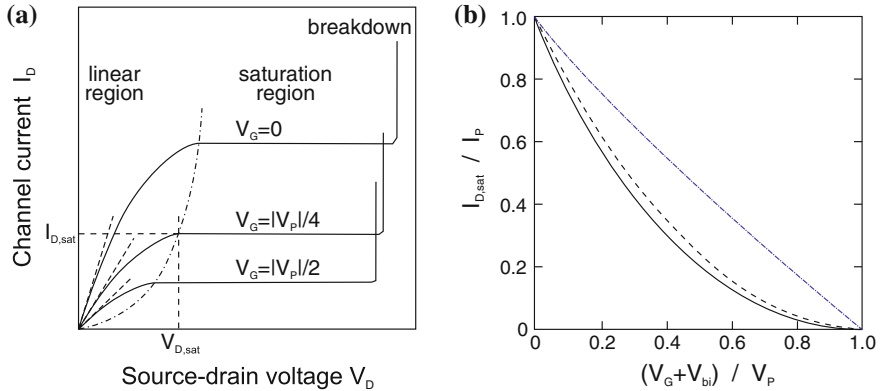 (a)
breakdown
linear
region
saturation
region
V_G=0
V_G=|V_P|/4
V_G=|V_P|/2
I_D,sat
V_D,sat
Channel current I_D
Source-drain voltage V_D
(b)
1.0
0.8
0.6
0.4
0.2
0
0 0.2 0.4 0.6 0.8 1.0
I_D,sat / I_P
(V_G+V_bi) / V_P